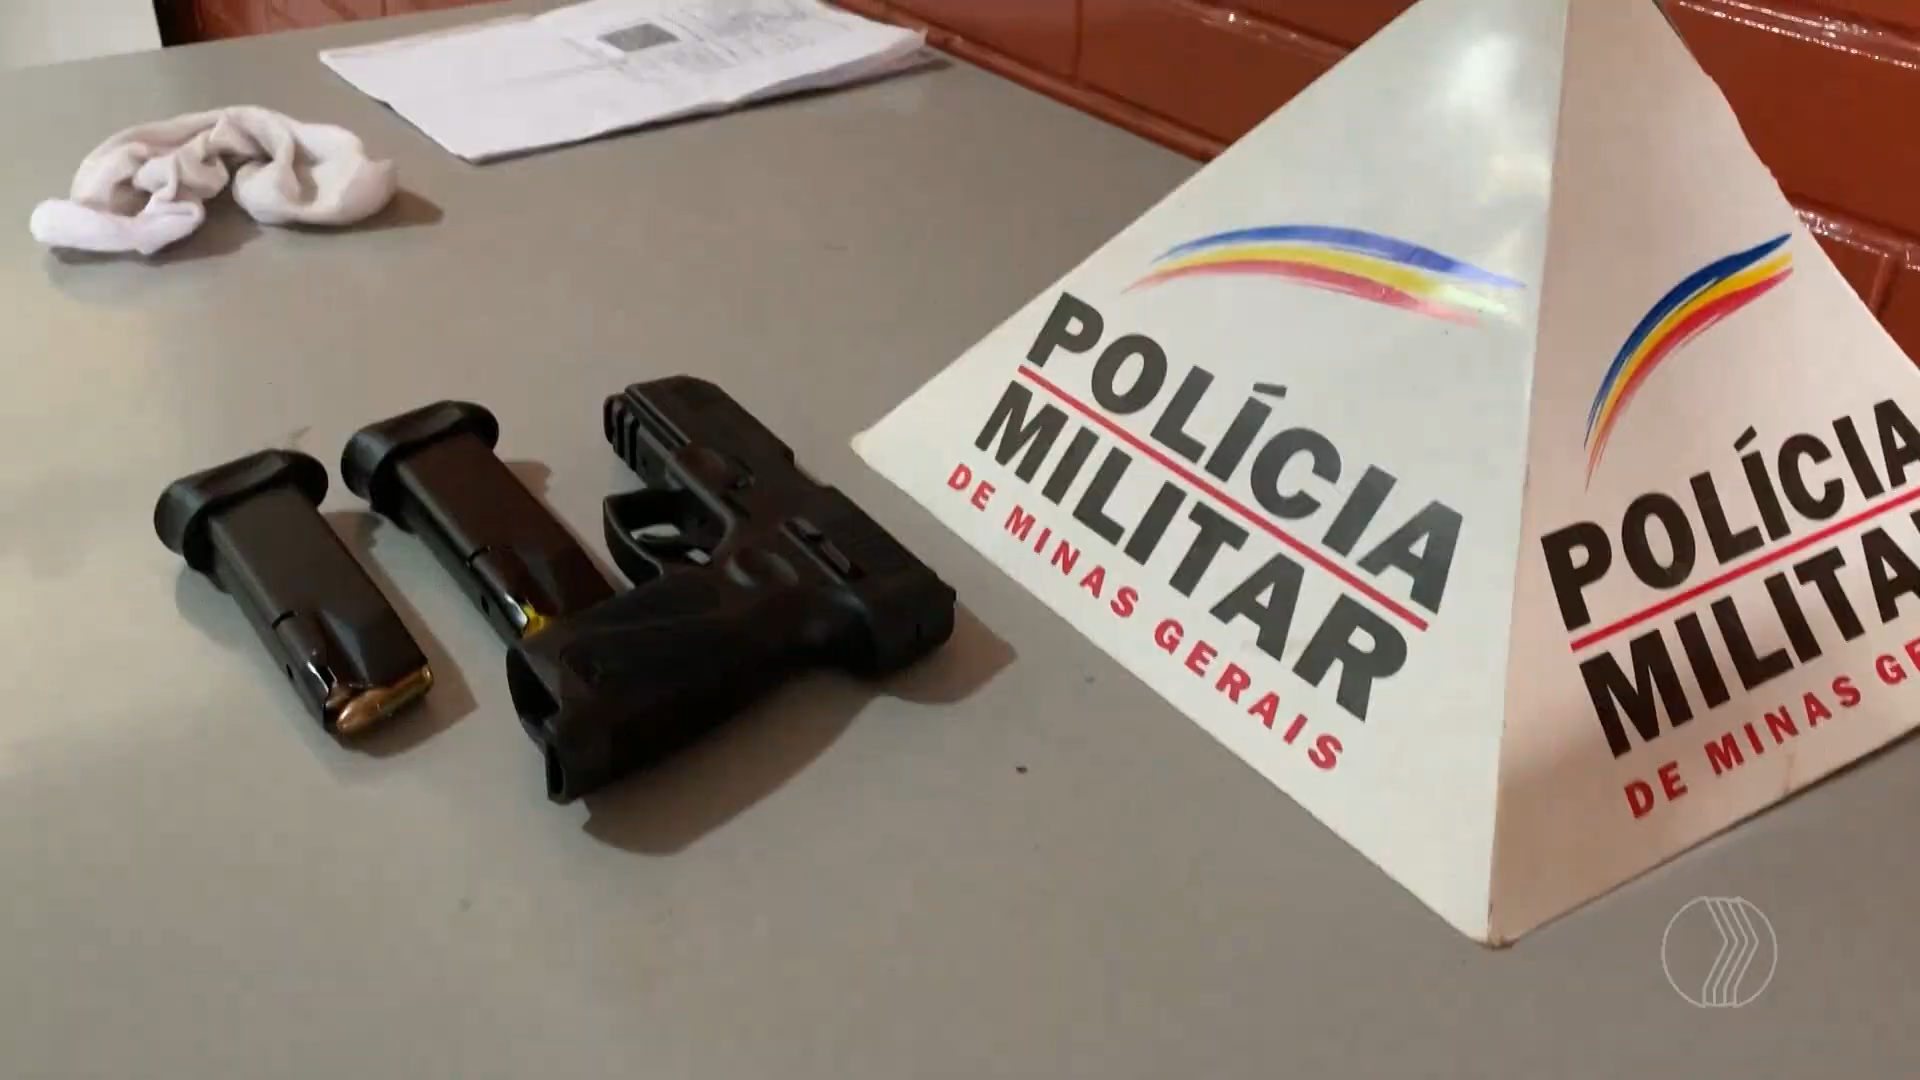 POLÍCIA
MILITAR
DE MINAS GERAIS
POLÍCIA
MILITA
DE MINAS GE